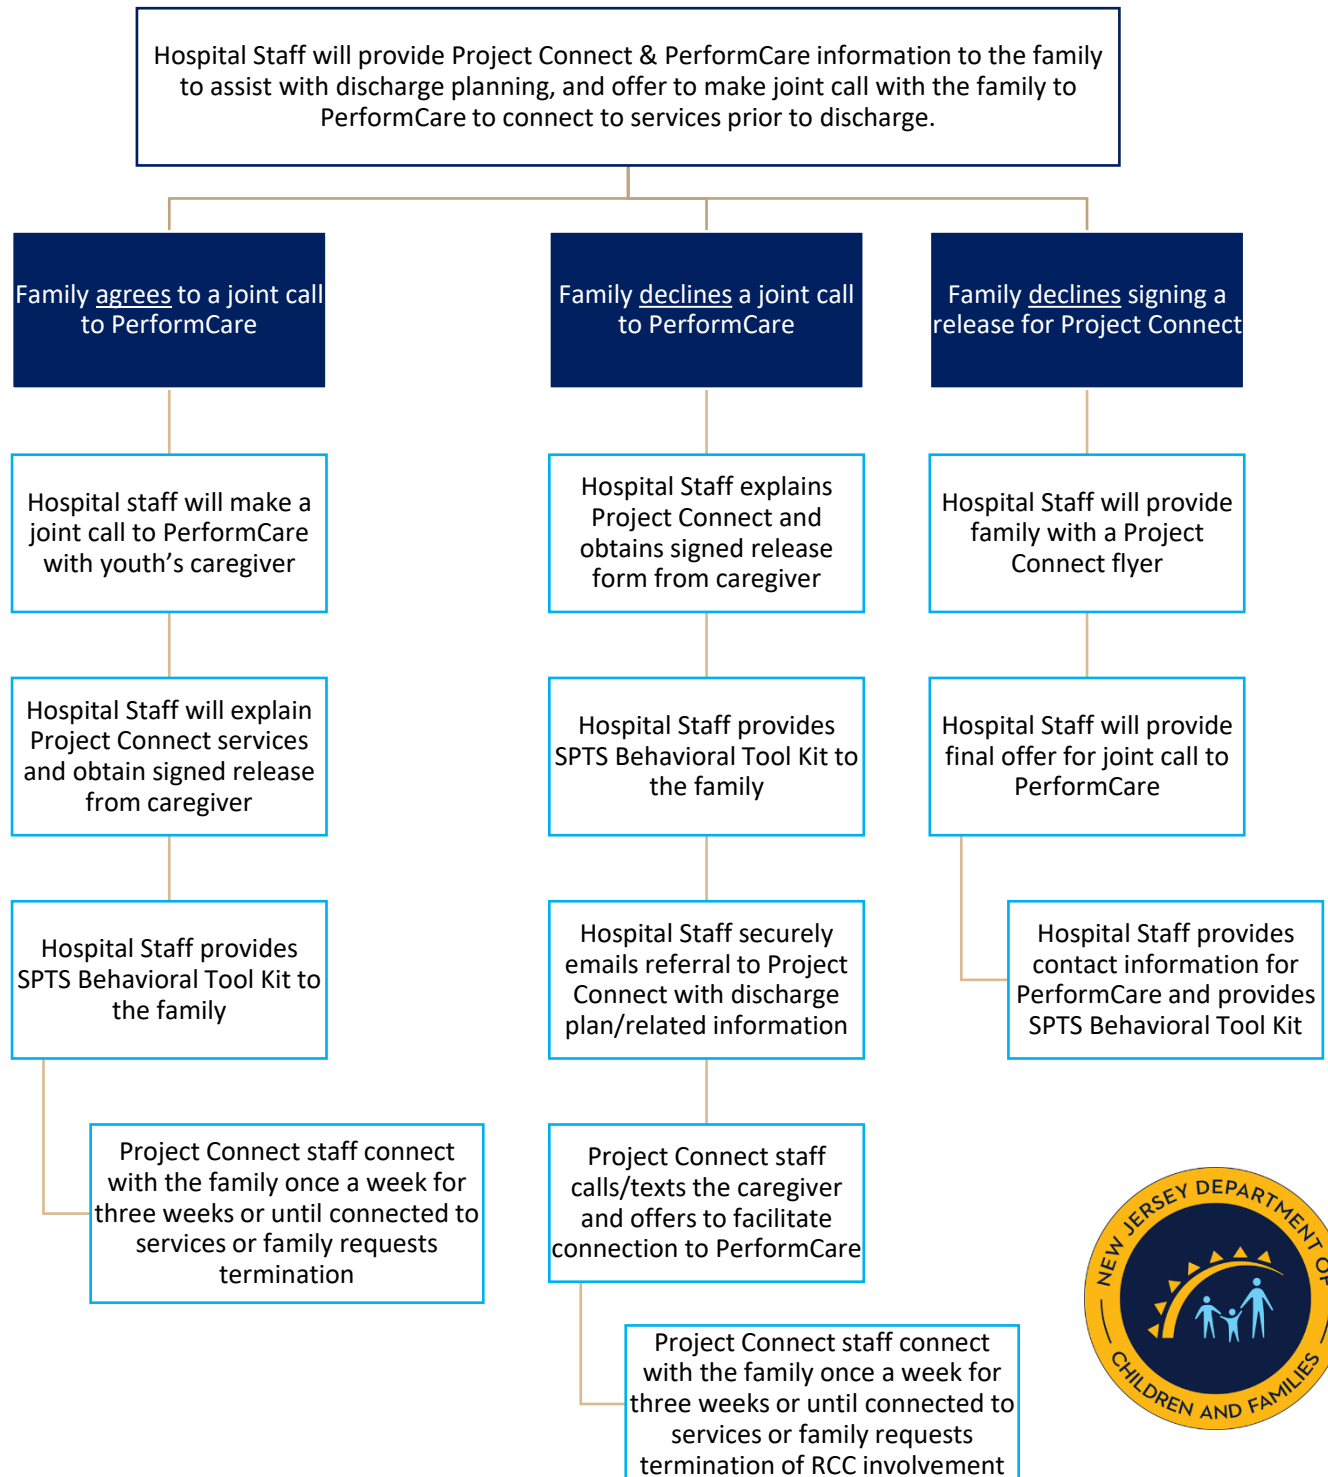 Hospital Staff will provide Project Connect & PerformCare information to the family
to assist with discharge planning, and offer to make joint call with the family to
PerformCare to connect to services prior to discharge.
Family agrees to a joint call
to PerformCare
Hospital staff will make a
joint call to PerformCare
with youth’s caregiver
Hospital Staff will explain
Project Connect services
and obtain signed release
from caregiver
Hospital Staff provides
SPTS Behavioral Tool Kit to
the family
Project Connect staff connect
with the family once a week for
three weeks or until connected to
services or family requests
termination
Family declines a joint call
to PerformCare
Hospital Staff explains
Project Connect and
obtains signed release
form from caregiver
Hospital Staff provides
SPTS Behavioral Tool Kit to
the family
Hospital Staff securely
emails referral to Project
Connect with discharge
plan/related information
Project Connect staff
calls/texts the caregiver
and offers to facilitate
connection to PerformCare
Project Connect staff connect
with the family once a week for
three weeks or until connected to
services or family requests
termination of RCC involvement
Family declines signing a
release for Project Connect
Hospital Staff will provide
family with a Project
Connect flyer
Hospital Staff will provide
final offer for joint call to
PerformCare
Hospital Staff provides
contact information for
PerformCare and provides
SPTS Behavioral Tool Kit
NEW JERSEY DEPARTMENT OF
CHILDREN AND FAMILIES